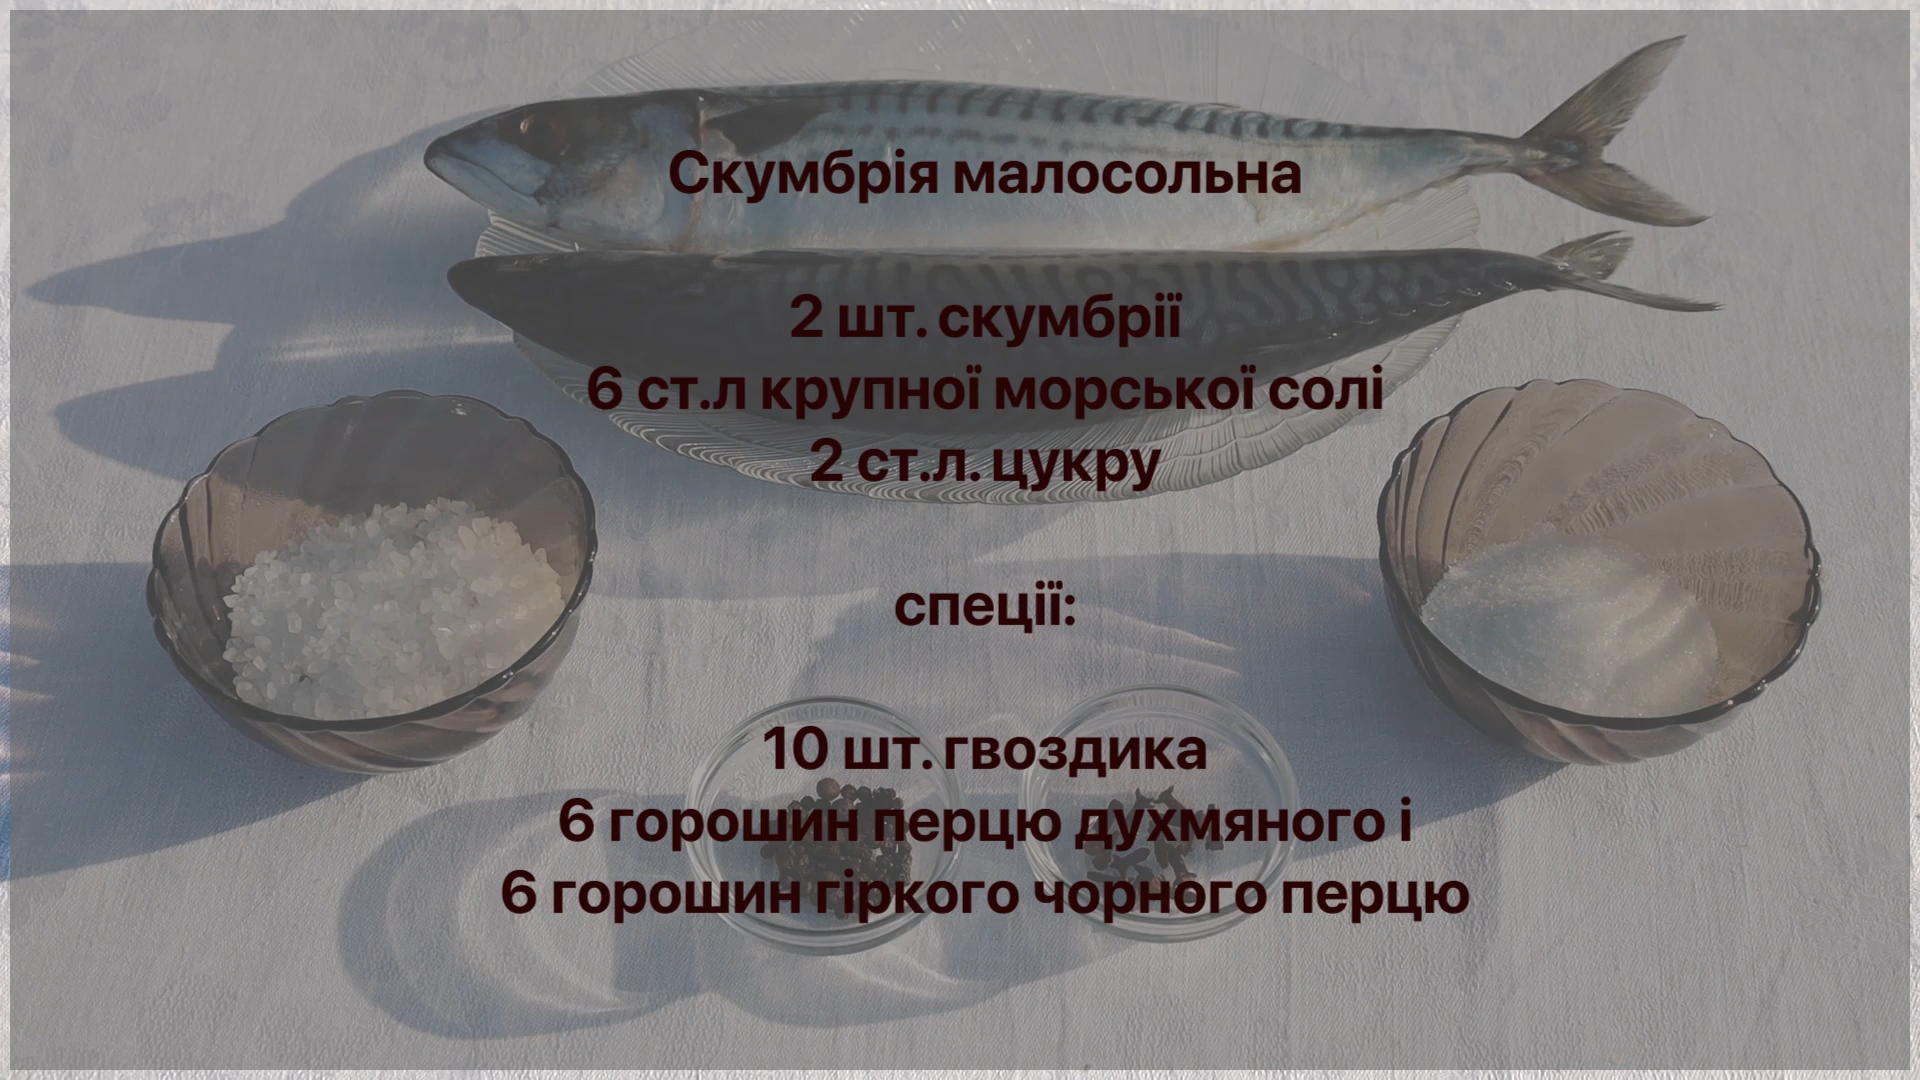 Скумбрія малосольна
2 шт. скумбрії
6 ст.л крупної морської солі
2 ст.л. цукру
спеції:
10 шт. гвоздика
6 горошин перцю духмяного і
6 горошин гіркого чорного перцю